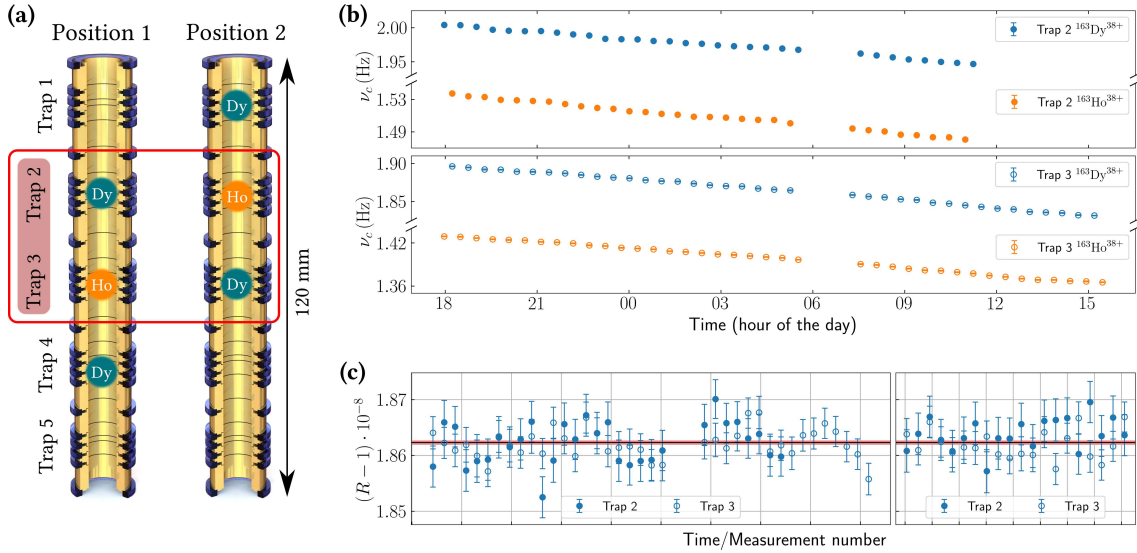 (a)
Position 1 Position 2
Trap 1
Trap 2
Trap 3
Trap 4
Trap 5
Dy
Dy
Ho
Ho
Dy
Dy
120 mm
(b)
2.00
1.95
1.53
1.49
ν_c (Hz)
Trap 2 ¹⁶³Dy³⁸⁺
Trap 2 ¹⁶³Ho³⁸⁺
1.90
1.85
1.42
1.36
ν_c (Hz)
Trap 3 ¹⁶³Dy³⁸⁺
Trap 3 ¹⁶³Ho³⁸⁺
18 21 00 03 06 09 12 15
Time (hour of the day)
(c)
1.87
1.86
1.85
(R − 1) · 10⁻⁸
Trap 2 Trap 3
Trap 2 Trap 3
Time/Measurement number